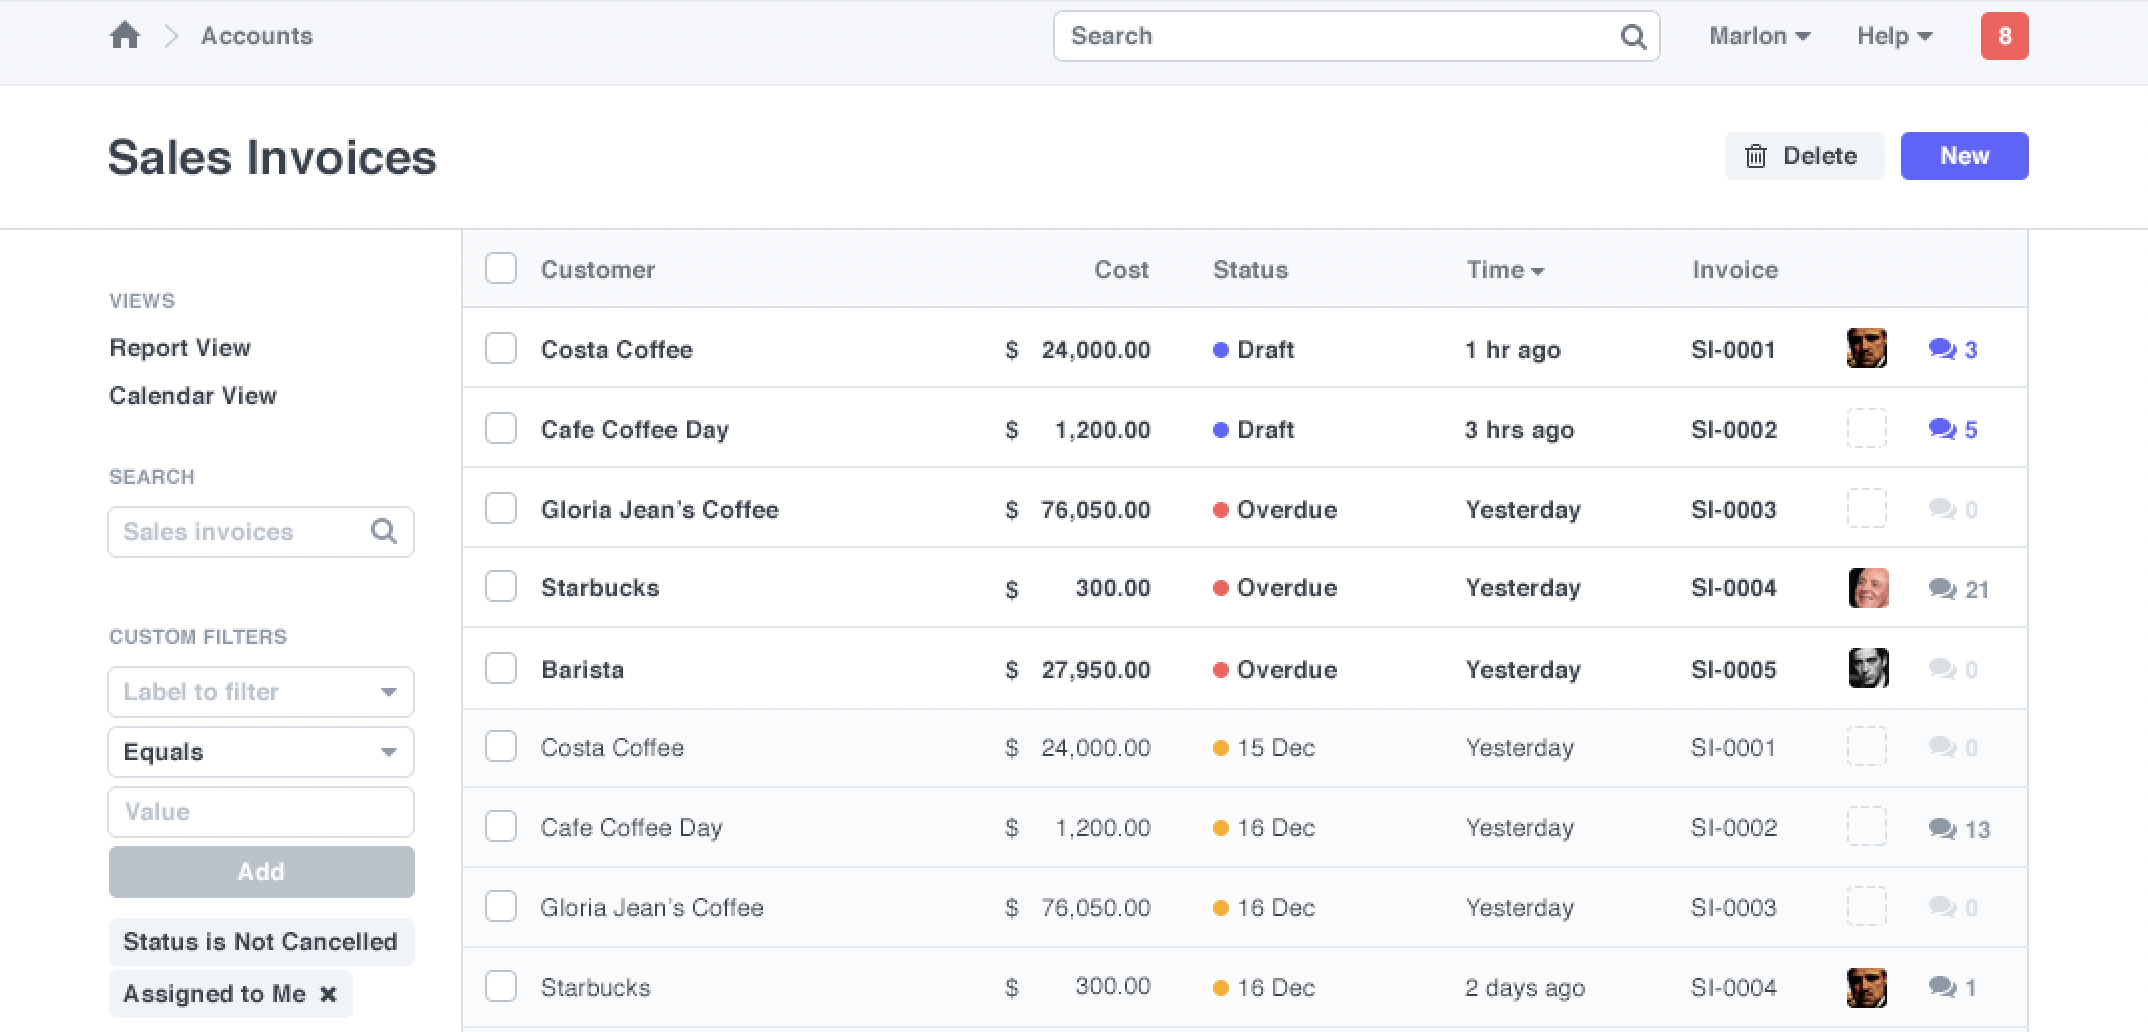 Accounts
Search
Marlon
Help
8
Sales Invoices
Delete
New
VIEWS
Report View
Calendar View
SEARCH
Sales invoices
CUSTOM FILTERS
Label to filter
Equals
Value
Add
Status is Not Cancelled
Assigned to Me ✖
Customer Cost Status Time Invoice
Costa Coffee $ 24,000.00 Draft 1 hr ago SI-0001 3
Cafe Coffee Day $ 1,200.00 Draft 3 hrs ago SI-0002 5
Gloria Jean’s Coffee $ 76,050.00 Overdue Yesterday SI-0003 0
Starbucks $ 300.00 Overdue Yesterday SI-0004 21
Barista $ 27,950.00 Overdue Yesterday SI-0005 0
Costa Coffee $ 24,000.00 15 Dec Yesterday SI-0001 0
Cafe Coffee Day $ 1,200.00 16 Dec Yesterday SI-0002 13
Gloria Jean’s Coffee $ 76,050.00 16 Dec Yesterday SI-0003 0
Starbucks $ 300.00 16 Dec 2 days ago SI-0004 1